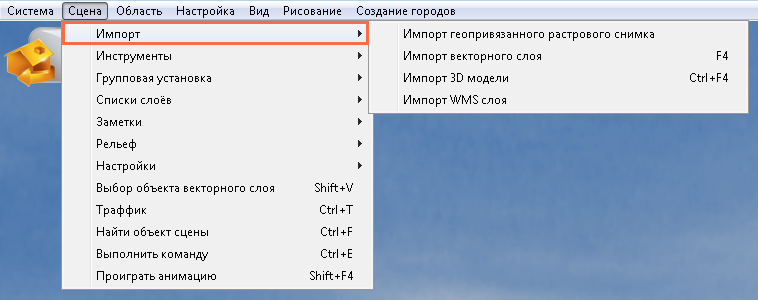 Система Сцена Область Настройка Вид Рисование Создание городов
Импорт
Инструменты
Групповая установка
Списки слоёв
Заметки
Рельеф
Настройки
Выбор объекта векторного слоя Shift+V
Траффик Ctrl+T
Найти объект сцены Ctrl+F
Выполнить команду Ctrl+E
Проиграть анимацию Shift+F4
Импорт геопривязанного растрового снимка
Импорт векторного слоя F4
Импорт 3D модели Ctrl+F4
Импорт WMS слоя